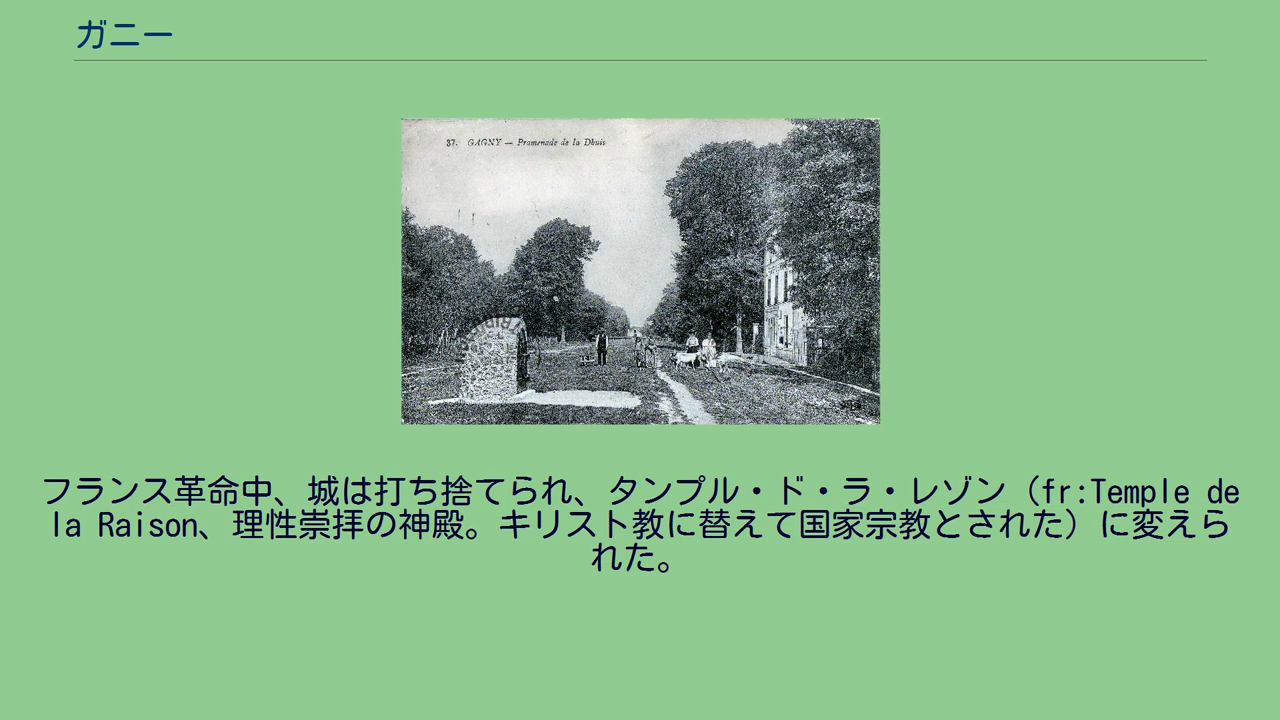 ガニー
37. GAGNY — Promenade de la Dhuis
フランス革命中、城は打ち捨てられ、タンプル・ド・ラ・レゾン（fr:Temple de
la Raison、理性崇拝の神殿。キリスト教に替えて国家宗教とされた）に変えら
れた。